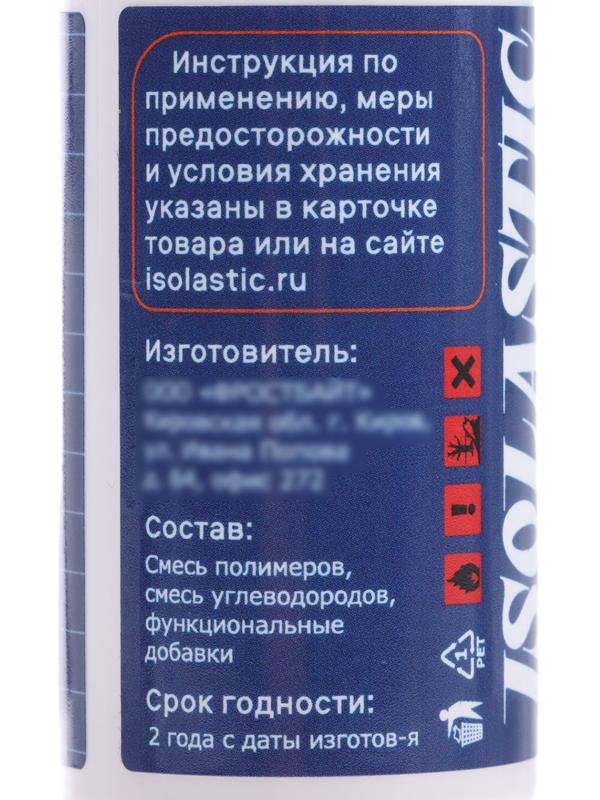 Инструкция по
применению, меры
предосторожности
и условия хранения
указаны в карточке
товара или на сайте
isolastic.ru
Изготовитель:
Состав:
Смесь полимеров,
смесь углеводородов,
функциональные
добавки
Срок годности:
2 года с даты изготов-я
1
PET
ISOLASTIC